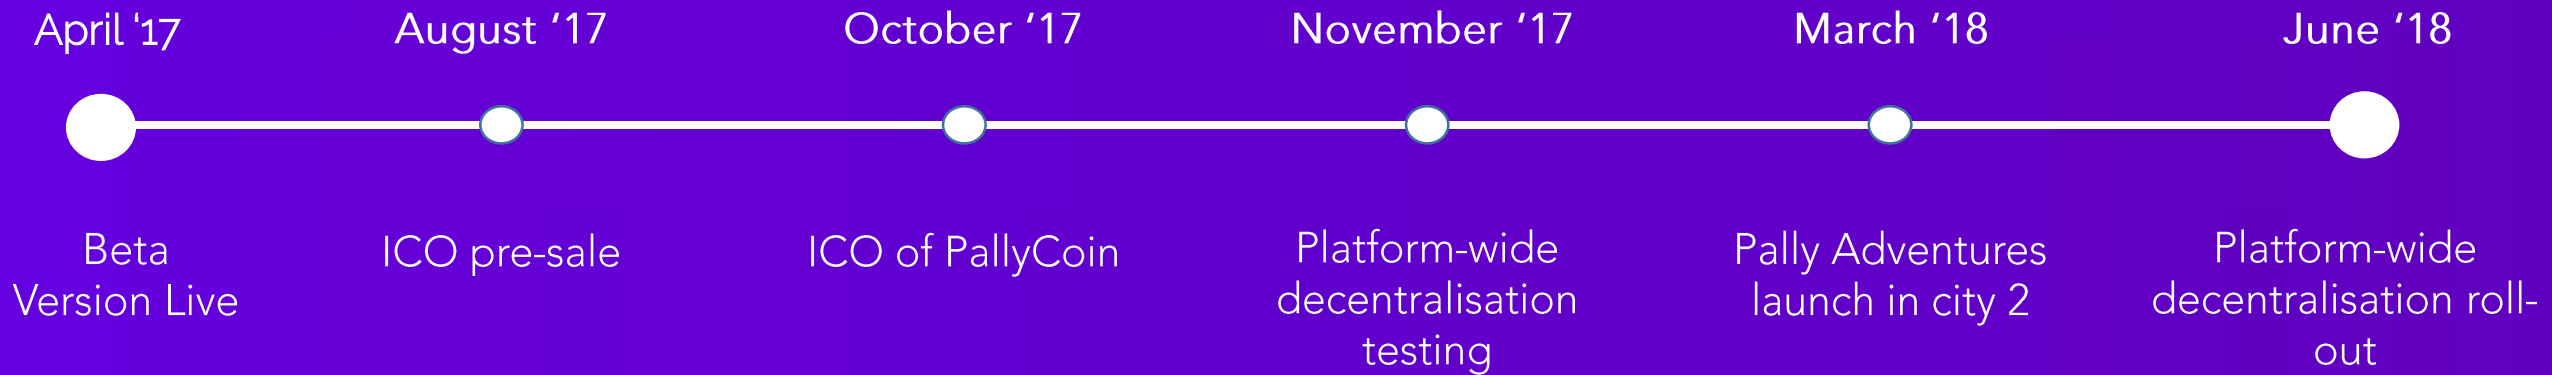 April ‘17
August ‘17
October ‘17
November ‘17
March ‘18
June ‘18
Beta
Version Live
ICO pre-sale
ICO of PallyCoin
Platform-wide
decentralisation
testing
Pally Adventures
launch in city 2
Platform-wide
decentralisation roll-
out